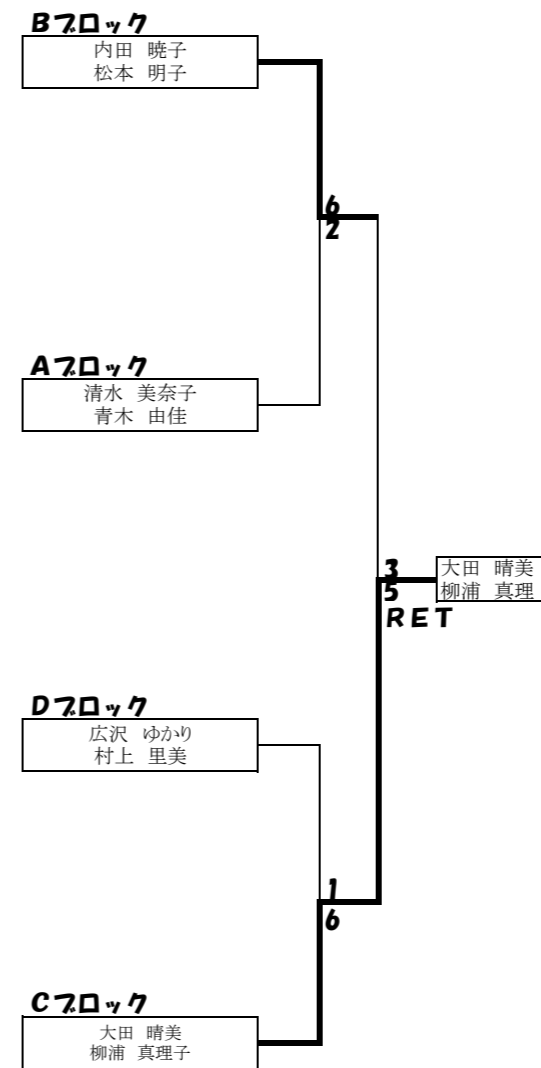 Bブロック
内田 暁子
松本 明子
6
2
Aブロック
清水 美奈子
青木 由佳
3
5
RET
大田 晴美
柳浦 真理
Dブロック
広沢 ゆかり
村上 里美
1
6
Cブロック
大田 晴美
柳浦 真理子